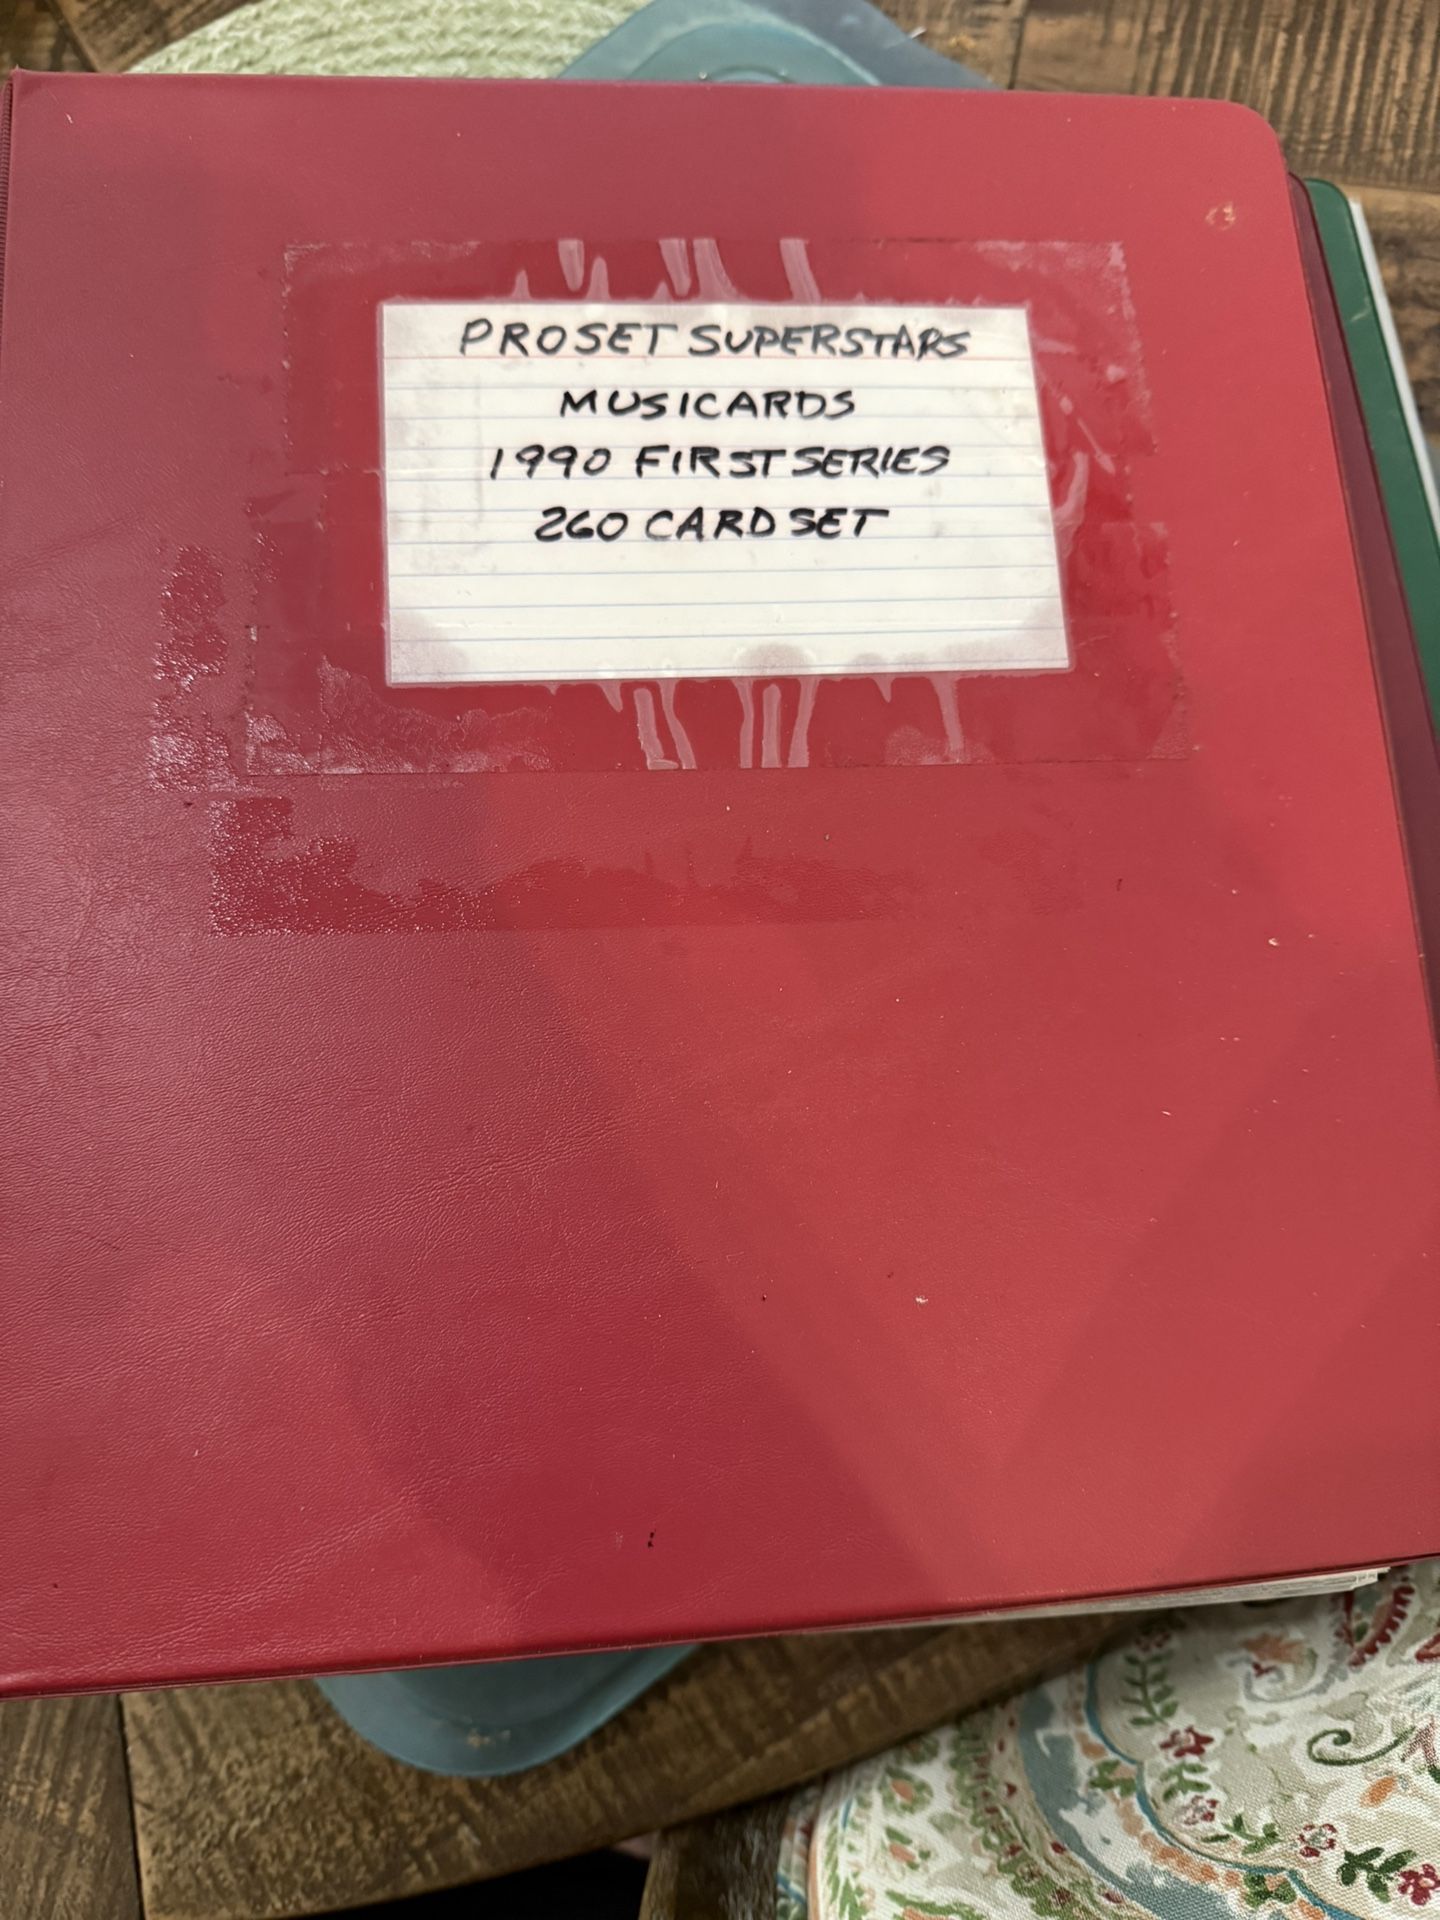 PROSET SUPERSTARS
MUSICARDS
1990 FIRST SERIES
260 CARD SET